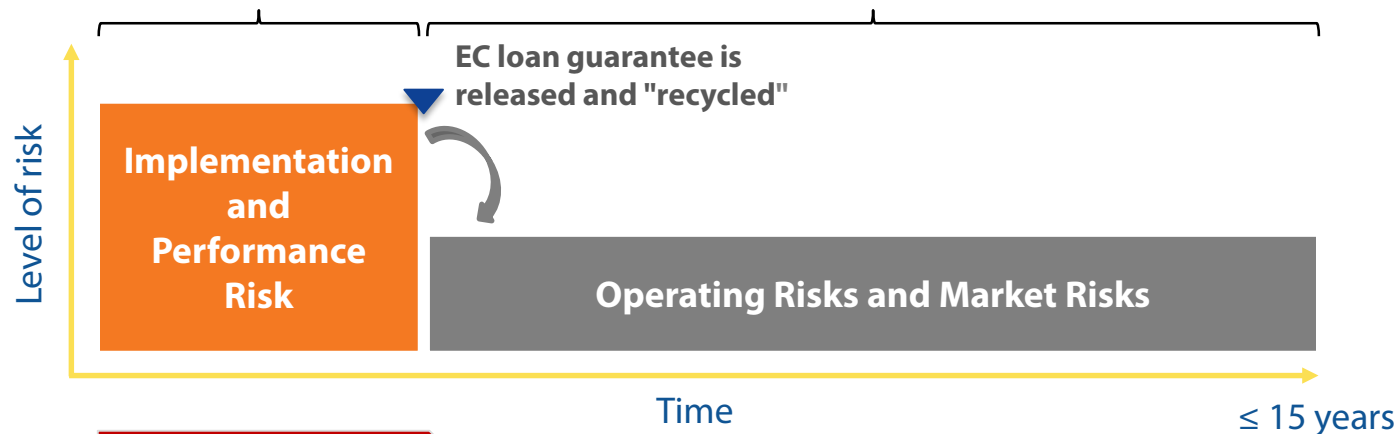 EC loan guarantee is
released and "recycled"
Level of risk
Implementation
and
Performance
Risk
Operating Risks and Market Risks
Time
≤ 15 years